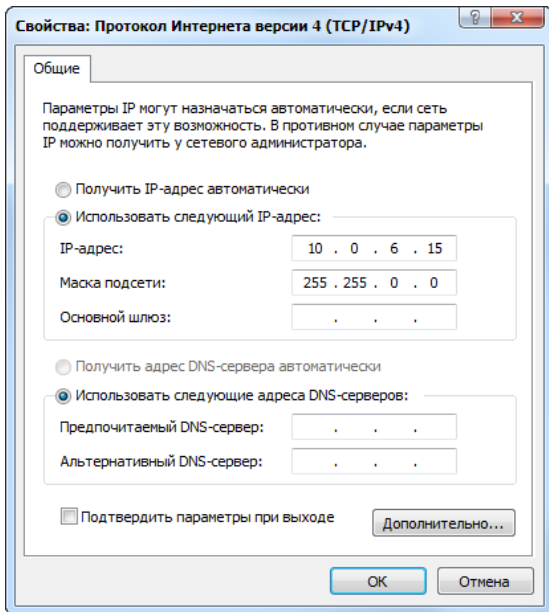 Свойства: Протокол Интернета версии 4 (TCP/IPv4)
?
Общие
Параметры IP могут назначаться автоматически, если сеть
поддерживает эту возможность. В противном случае параметры
IP можно получить у сетевого администратора.
Получить IP-адрес автоматически
Использовать следующий IP-адрес:
IP-адрес: 10 . 0 . 6 . 15
Маска подсети: 255 . 255 . 0 . 0
Основной шлюз: . . .
Получить адрес DNS-сервера автоматически
Использовать следующие адреса DNS-серверов:
Предпочитаемый DNS-сервер: . . .
Альтернативный DNS-сервер: . . .
Подтвердить параметры при выходе
Дополнительно...
ОК Отмена